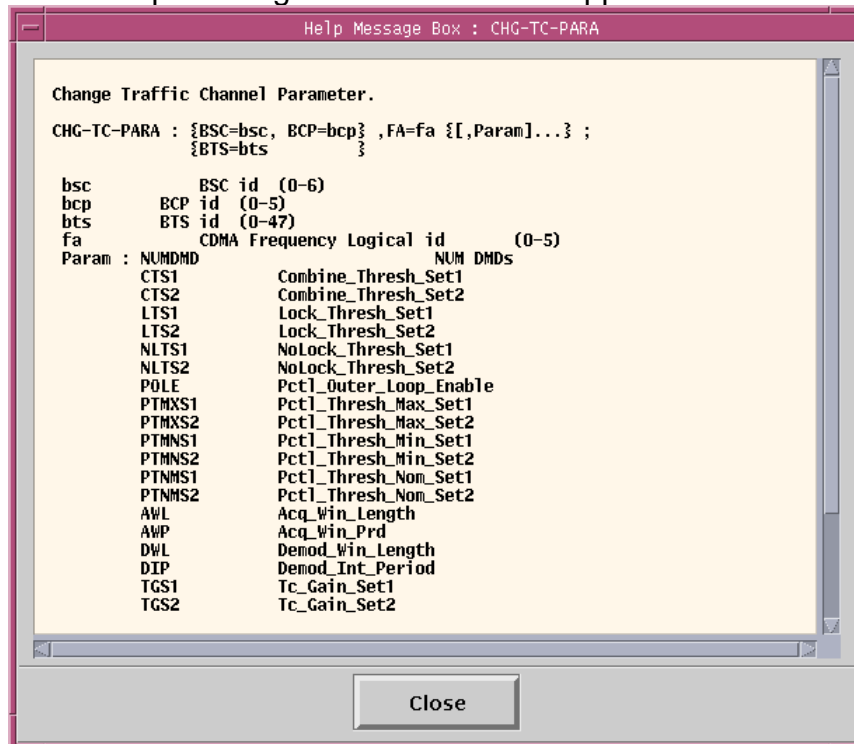 Help Message Box : CHG-TC-PARA
Change Traffic Channel Parameter.
CHG-TC-PARA : {BSC=bsc, BCP=bcp} ,FA=fa {[,Param]...} ;
{BTS=bts }
bsc BSC id (0-6)
bcp BCP id (0-5)
bts BTS id (0-47)
fa CDMA Frequency Logical id (0-5)
Param : NUMDMD NUM DMDs
CTS1 Combine_Thresh_Set1
CTS2 Combine_Thresh_Set2
LTS1 Lock_Thresh_Set1
LTS2 Lock_Thresh_Set2
NLTS1 NoLock_Thresh_Set1
NLTS2 NoLock_Thresh_Set2
POLE Pctl_Outer_Loop_Enable
PTMXS1 Pctl_Thresh_Max_Set1
PTMXS2 Pctl_Thresh_Max_Set2
PTMNS1 Pctl_Thresh_Min_Set1
PTMNS2 Pctl_Thresh_Min_Set2
PTNMS1 Pctl_Thresh_Nom_Set1
PTNMS2 Pctl_Thresh_Nom_Set2
AWL Acq_Win_Length
AWP Acq_Win_Prd
DWL Demod_Win_Length
DIP Demod_Int_Period
TGS1 Tc_Gain_Set1
TGS2 Tc_Gain_Set2
Close